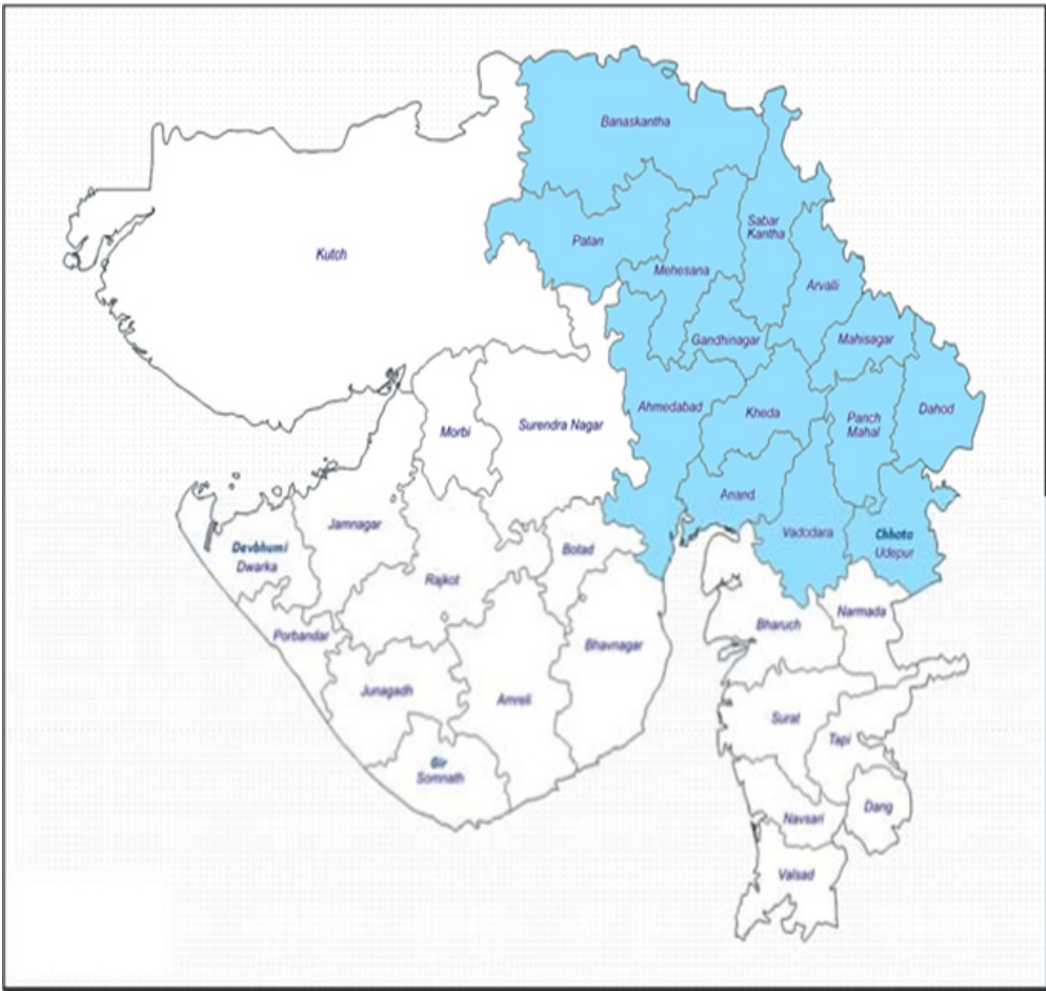 Banaskantha
Sabar
Kantha
Patan
Kutch
Mehesana
Arvalli
Gandhinagar
Mahisagar
Ahmedabad
Kheda
Panch
Mahal
Dahod
Morbi
Surendra Nagar
Anand
Jamnagar
Vadodara
Chhota
Udepur
Devbhumi
Dwarka
Botad
Rajkot
Narmada
Bharuch
Porbandar
Bhavnagar
Junagadh
Amreli
Surat
Tapi
Gir
Somnath
Dang
Navsari
Valsad